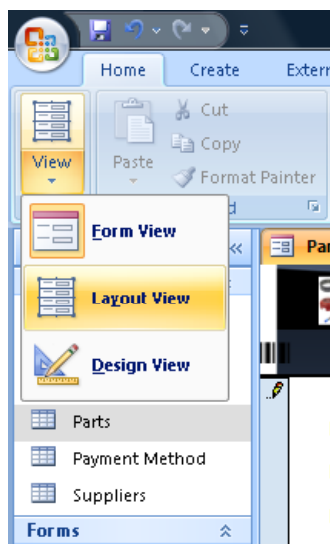 Home Create Extern
View
Paste
Cut
Copy
Format Painter
Form View
Layout View
Design View
Par
Parts
Payment Method
Suppliers
Forms